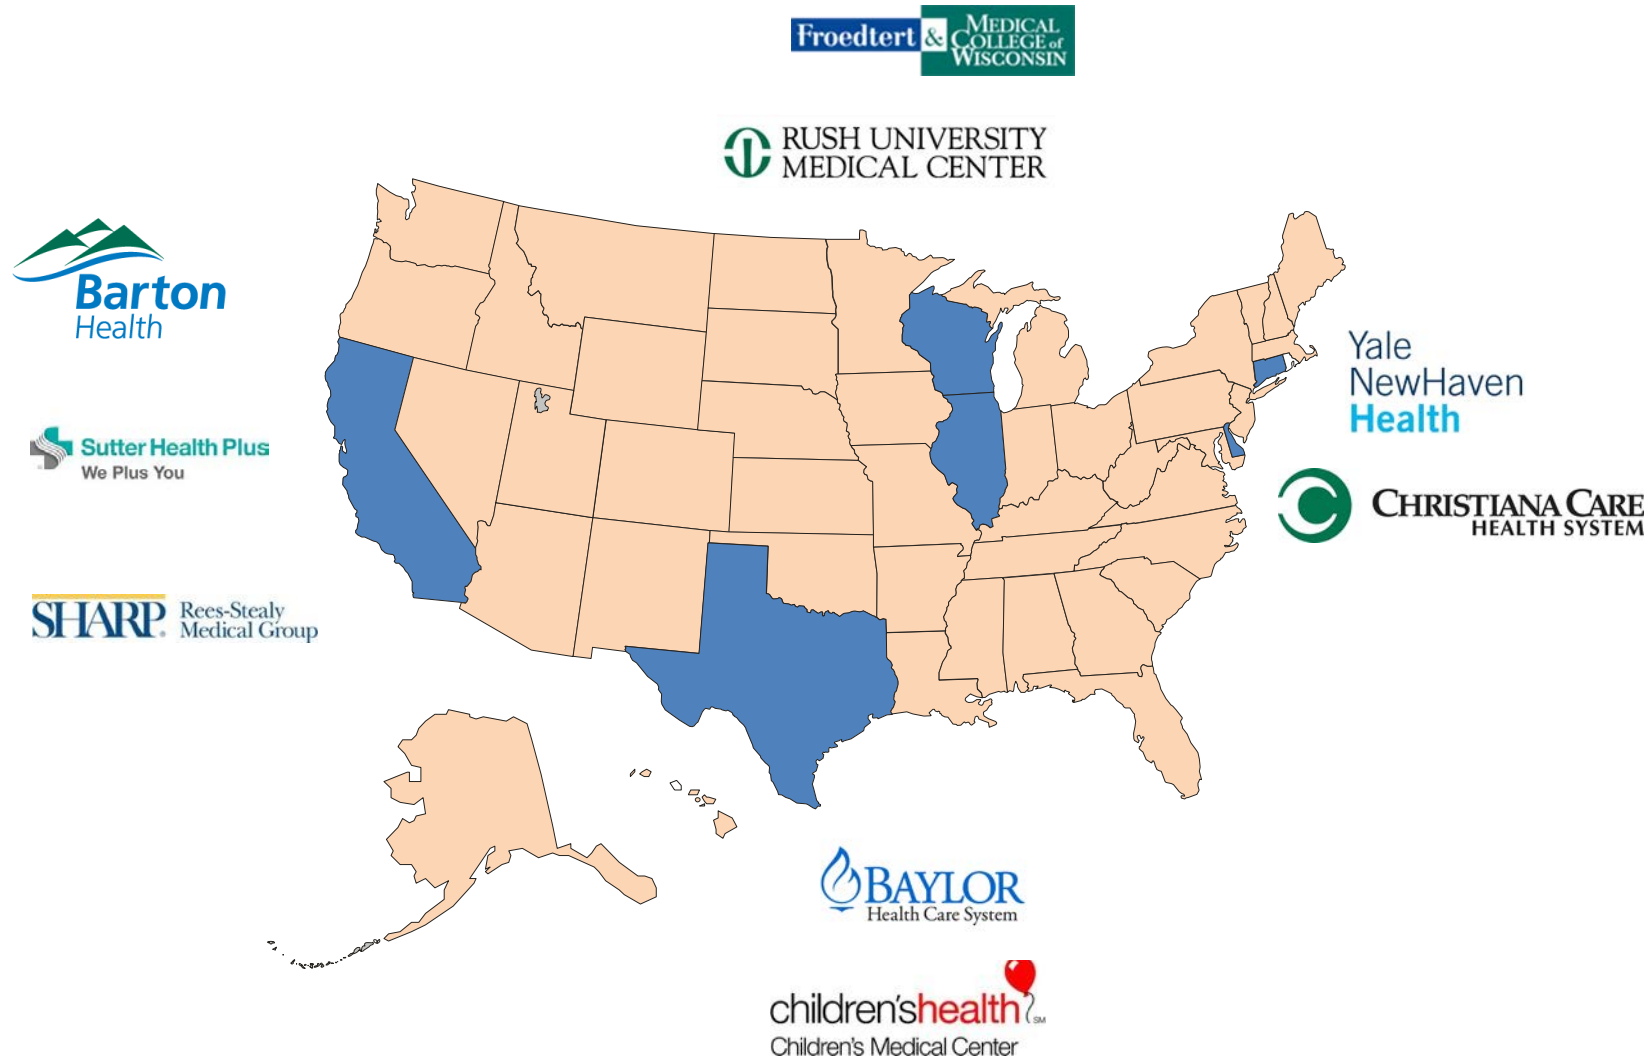 Froedtert & MEDICAL
COLLEGE of
WISCONSIN
RUSH UNIVERSITY
MEDICAL CENTER
Barton
Health
Yale
NewHaven
Health
Sutter Health Plus
We Plus You
CHRISTIANA CARE
HEALTH SYSTEM
SHARP® Rees-Stealy
Medical Group
BAYLOR
Health Care System
children'shealth℠
Children's Medical Center